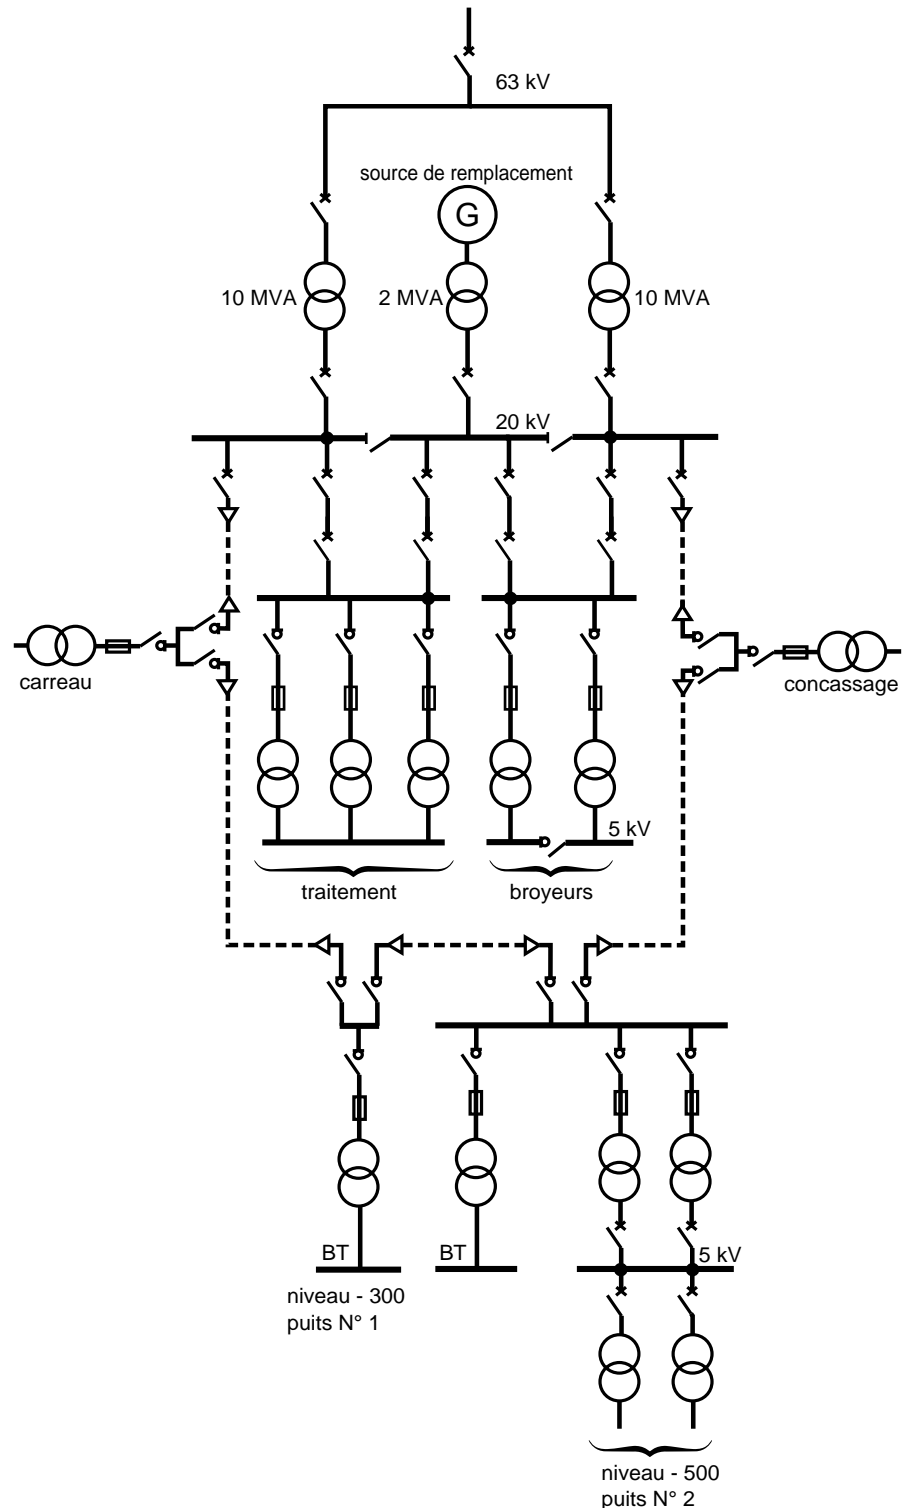 63 kV
source de remplacement
G
10 MVA
2 MVA
10 MVA
20 kV
carreau
concassage
5 kV
traitement
broyeurs
BT
BT
5 kV
niveau - 300
puits N° 1
niveau - 500
puits N° 2